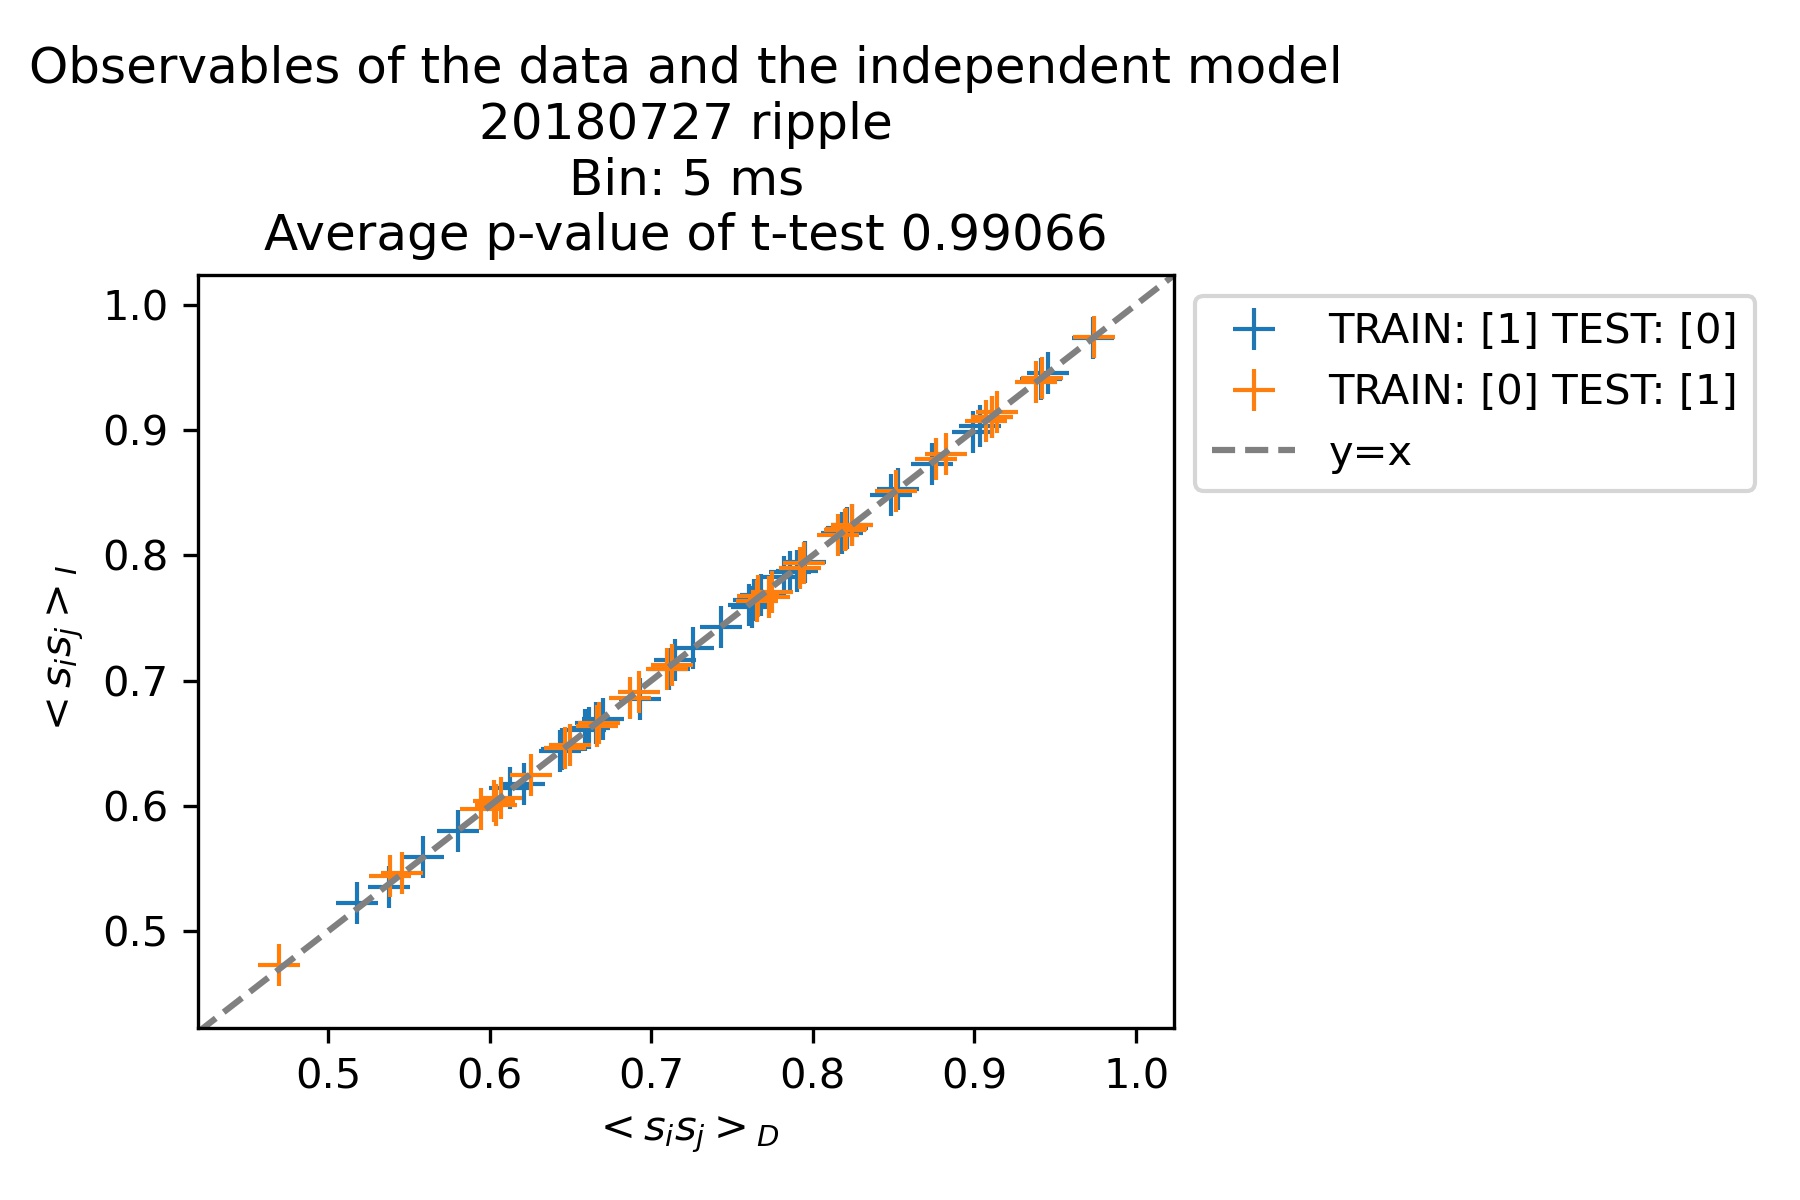 Observables of the data and the independent model
20180727 ripple
Bin: 5 ms
Average p-value of t-test 0.99066
1.0
0.9
0.8
0.7
0.6
0.5
< s_i s_j >_I
0.5 0.6 0.7 0.8 0.9 1.0
< s_i s_j >_D
TRAIN: [1] TEST: [0]
TRAIN: [0] TEST: [1]
y=x